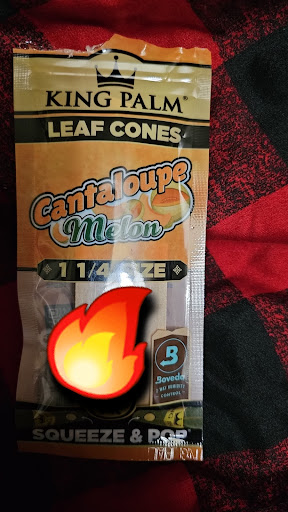 KING PALM®
LEAF CONES
Cantaloupe
Melon
1 1/4 SIZE
B
Boveda
SQUEEZE & POP